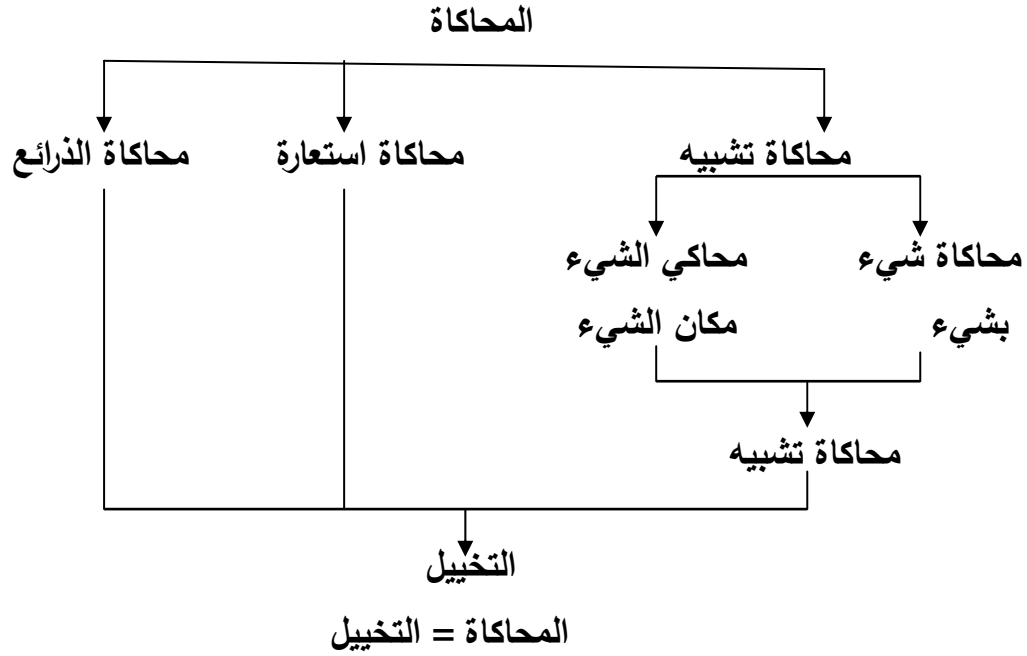 المحاكاة
محاكاة تشبيه
محاكاة استعارة
محاكاة الذرائع
محاكاة شيء
بشيء
محاكي الشيء
مكان الشيء
محاكاة تشبيه
التخييل
المحاكاة = التخييل